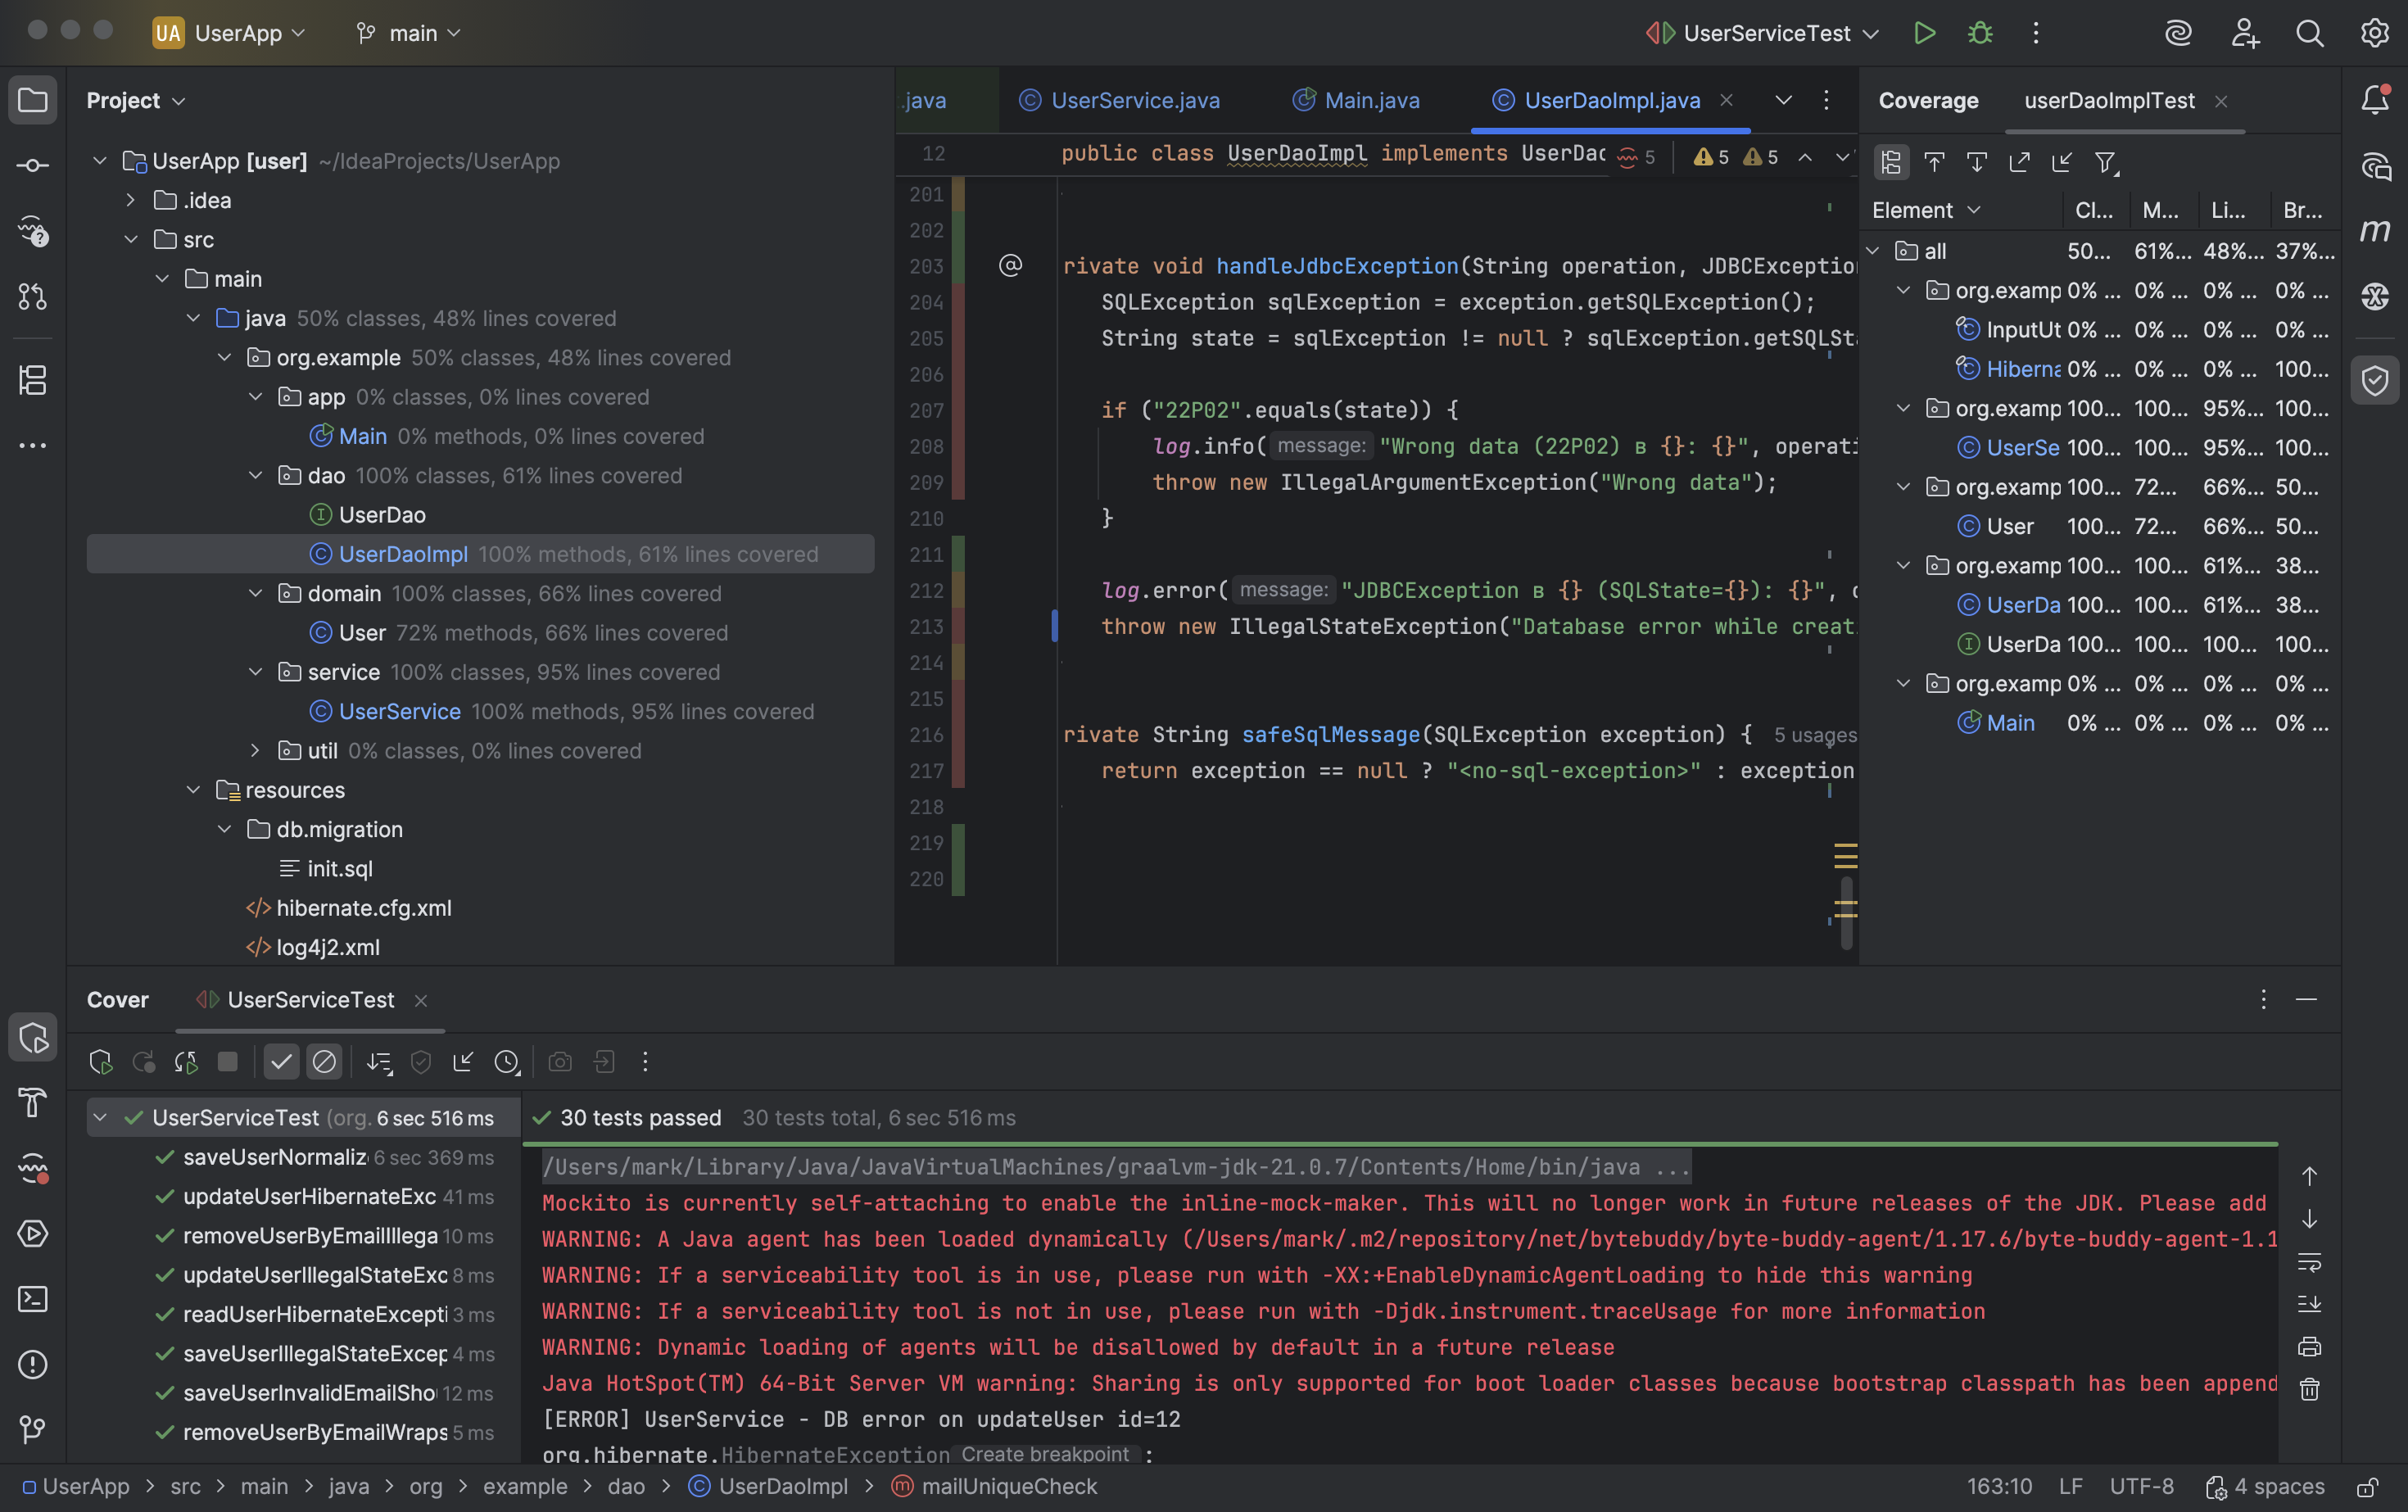 UA UserApp main UserServiceTest
Project
.java UserService.java Main.java UserDaoImpl.java
Coverage userDaoImplTest
UserApp [user] ~/IdeaProjects/UserApp
.idea
src
main
java 50% classes, 48% lines covered
org.example 50% classes, 48% lines covered
app 0% classes, 0% lines covered
Main 0% methods, 0% lines covered
dao 100% classes, 61% lines covered
UserDao
UserDaoImpl 100% methods, 61% lines covered
domain 100% classes, 66% lines covered
User 72% methods, 66% lines covered
service 100% classes, 95% lines covered
UserService 100% methods, 95% lines covered
util 0% classes, 0% lines covered
resources
db.migration
init.sql
hibernate.cfg.xml
log4j2.xml
12 public class UserDaoImpl implements UserDao 5 5 5
201
202
203 @ rivate void handleJdbcException(String operation, JDBCException
204 SQLException sqlException = exception.getSQLException();
205 String state = sqlException != null ? sqlException.getSQLSta
206
207 if ("22P02".equals(state)) {
208 log.info( message: "Wrong data (22P02) в {}: {}", operati
209 throw new IllegalArgumentException("Wrong data");
210 }
211
212 log.error( message: "JDBCException в {} (SQLState={}): {}",
213 throw new IllegalStateException("Database error while creat
214
215
216 rivate String safeSqlMessage(SQLException exception) { 5 usages
217 return exception == null ? "<no-sql-exception>" : exception
218
219
220
Element Cl... M... Li... Br...
all 50... 61%... 48%... 37%...
org.examp 0% ... 0% ... 0% ... 0% ...
InputUt 0% ... 0% ... 0% ... 0% ...
Hiberna 0% ... 0% ... 0% ... 100...
org.examp 100... 100... 95%... 100...
UserSe 100... 100... 95%... 100...
org.examp 100... 72... 66%... 50...
User 100... 72... 66%... 50...
org.examp 100... 100... 61%... 38...
UserDa 100... 100... 61%... 38...
UserDa 100... 100... 100... 100...
org.examp 0% ... 0% ... 0% ... 0% ...
Main 0% ... 0% ... 0% ... 0% ...
Cover UserServiceTest
UserServiceTest (org. 6 sec 516 ms
saveUserNormaliz 6 sec 369 ms
updateUserHibernateExc 41 ms
removeUserByEmailIllega 10 ms
updateUserIllegalStateExc 8 ms
readUserHibernateExcepti 3 ms
saveUserIllegalStateExcep 4 ms
saveUserInvalidEmailSho 12 ms
removeUserByEmailWraps 5 ms
30 tests passed 30 tests total, 6 sec 516 ms
/Users/mark/Library/Java/JavaVirtualMachines/graalvm-jdk-21.0.7/Contents/Home/bin/java ...
Mockito is currently self-attaching to enable the inline-mock-maker. This will no longer work in future releases of the JDK. Please add
WARNING: A Java agent has been loaded dynamically (/Users/mark/.m2/repository/net/bytebuddy/byte-buddy-agent/1.17.6/byte-buddy-agent-1.1
WARNING: If a serviceability tool is in use, please run with -XX:+EnableDynamicAgentLoading to hide this warning
WARNING: If a serviceability tool is not in use, please run with -Djdk.instrument.traceUsage for more information
WARNING: Dynamic loading of agents will be disallowed by default in a future release
Java HotSpot(TM) 64-Bit Server VM warning: Sharing is only supported for boot loader classes because bootstrap classpath has been append
[ERROR] UserService - DB error on updateUser id=12
org.hibernate.HibernateException Create breakpoint :
UserApp > src > main > java > org > example > dao > UserDaoImpl > mailUniqueCheck
163:10 LF UTF-8 4 spaces